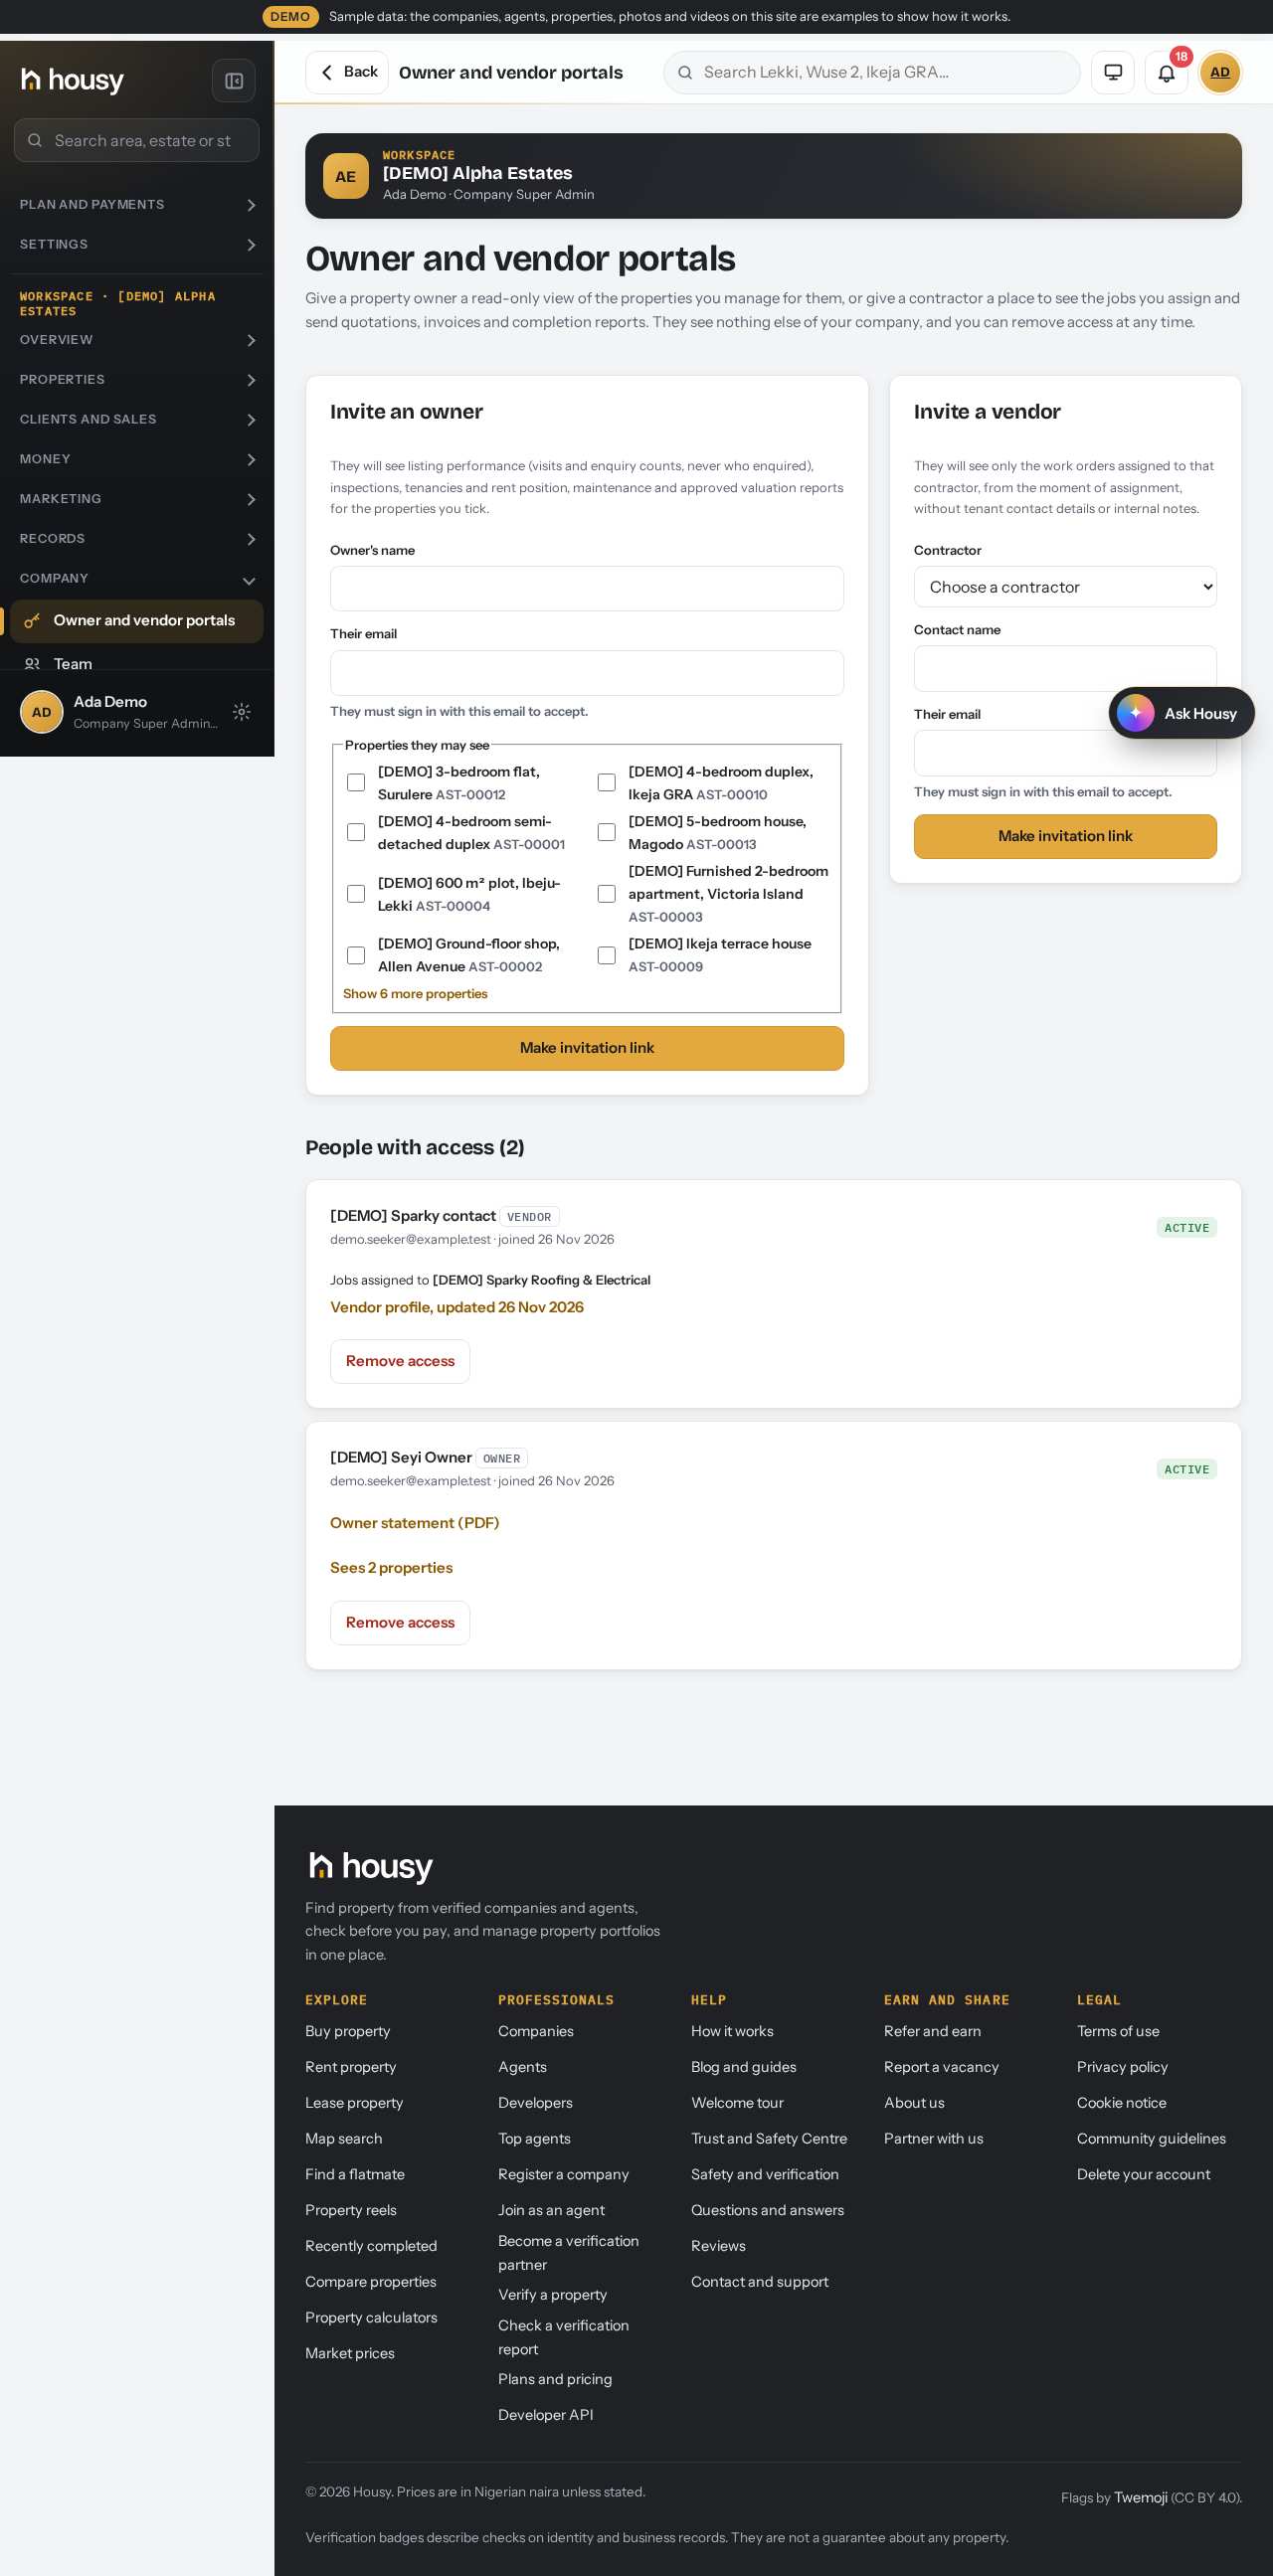 DEMO Sample data: the companies, agents, properties, photos and videos on this site are examples to show how it works.
housy
Search area, estate or st
PLAN AND PAYMENTS
SETTINGS
WORKSPACE · [DEMO] ALPHA
ESTATES
OVERVIEW
PROPERTIES
CLIENTS AND SALES
MONEY
MARKETING
RECORDS
COMPANY
Owner and vendor portals
Team
AD
Ada Demo
Company Super Admin...
Back
Owner and vendor portals
Search Lekki, Wuse 2, Ikeja GRA...
18
AD
AE
WORKSPACE
[DEMO] Alpha Estates
Ada Demo · Company Super Admin
Owner and vendor portals
Give a property owner a read-only view of the properties you manage for them, or give a contractor a place to see the jobs you assign and
send quotations, invoices and completion reports. They see nothing else of your company, and you can remove access at any time.
Invite an owner
They will see listing performance (visits and enquiry counts, never who enquired),
inspections, tenancies and rent position, maintenance and approved valuation reports
for the properties you tick.
Owner's name
Their email
They must sign in with this email to accept.
Properties they may see
[DEMO] 3-bedroom flat,
Surulere AST-00012
[DEMO] 4-bedroom duplex,
Ikeja GRA AST-00010
[DEMO] 4-bedroom semi-
detached duplex AST-00001
[DEMO] 5-bedroom house,
Magodo AST-00013
[DEMO] 600 m² plot, Ibeju-
Lekki AST-00004
[DEMO] Furnished 2-bedroom
apartment, Victoria Island
AST-00003
[DEMO] Ground-floor shop,
Allen Avenue AST-00002
[DEMO] Ikeja terrace house
AST-00009
Show 6 more properties
Make invitation link
Invite a vendor
They will see only the work orders assigned to that
contractor, from the moment of assignment,
without tenant contact details or internal notes.
Contractor
Choose a contractor
Contact name
Their email
They must sign in with this email to accept.
Make invitation link
Ask Housy
People with access (2)
[DEMO] Sparky contact VENDOR
demo.seeker@example.test · joined 26 Nov 2026
ACTIVE
Jobs assigned to [DEMO] Sparky Roofing & Electrical
Vendor profile, updated 26 Nov 2026
Remove access
[DEMO] Seyi Owner OWNER
demo.seeker@example.test · joined 26 Nov 2026
ACTIVE
Owner statement (PDF)
Sees 2 properties
Remove access
housy
Find property from verified companies and agents,
check before you pay, and manage property portfolios
in one place.
EXPLORE
Buy property
Rent property
Lease property
Map search
Find a flatmate
Property reels
Recently completed
Compare properties
Property calculators
Market prices
PROFESSIONALS
Companies
Agents
Developers
Top agents
Register a company
Join as an agent
Become a verification
partner
Verify a property
Check a verification
report
Plans and pricing
Developer API
HELP
How it works
Blog and guides
Welcome tour
Trust and Safety Centre
Safety and verification
Questions and answers
Reviews
Contact and support
EARN AND SHARE
Refer and earn
Report a vacancy
About us
Partner with us
LEGAL
Terms of use
Privacy policy
Cookie notice
Community guidelines
Delete your account
© 2026 Housy. Prices are in Nigerian naira unless stated.
Flags by Twemoji (CC BY 4.0).
Verification badges describe checks on identity and business records. They are not a guarantee about any property.